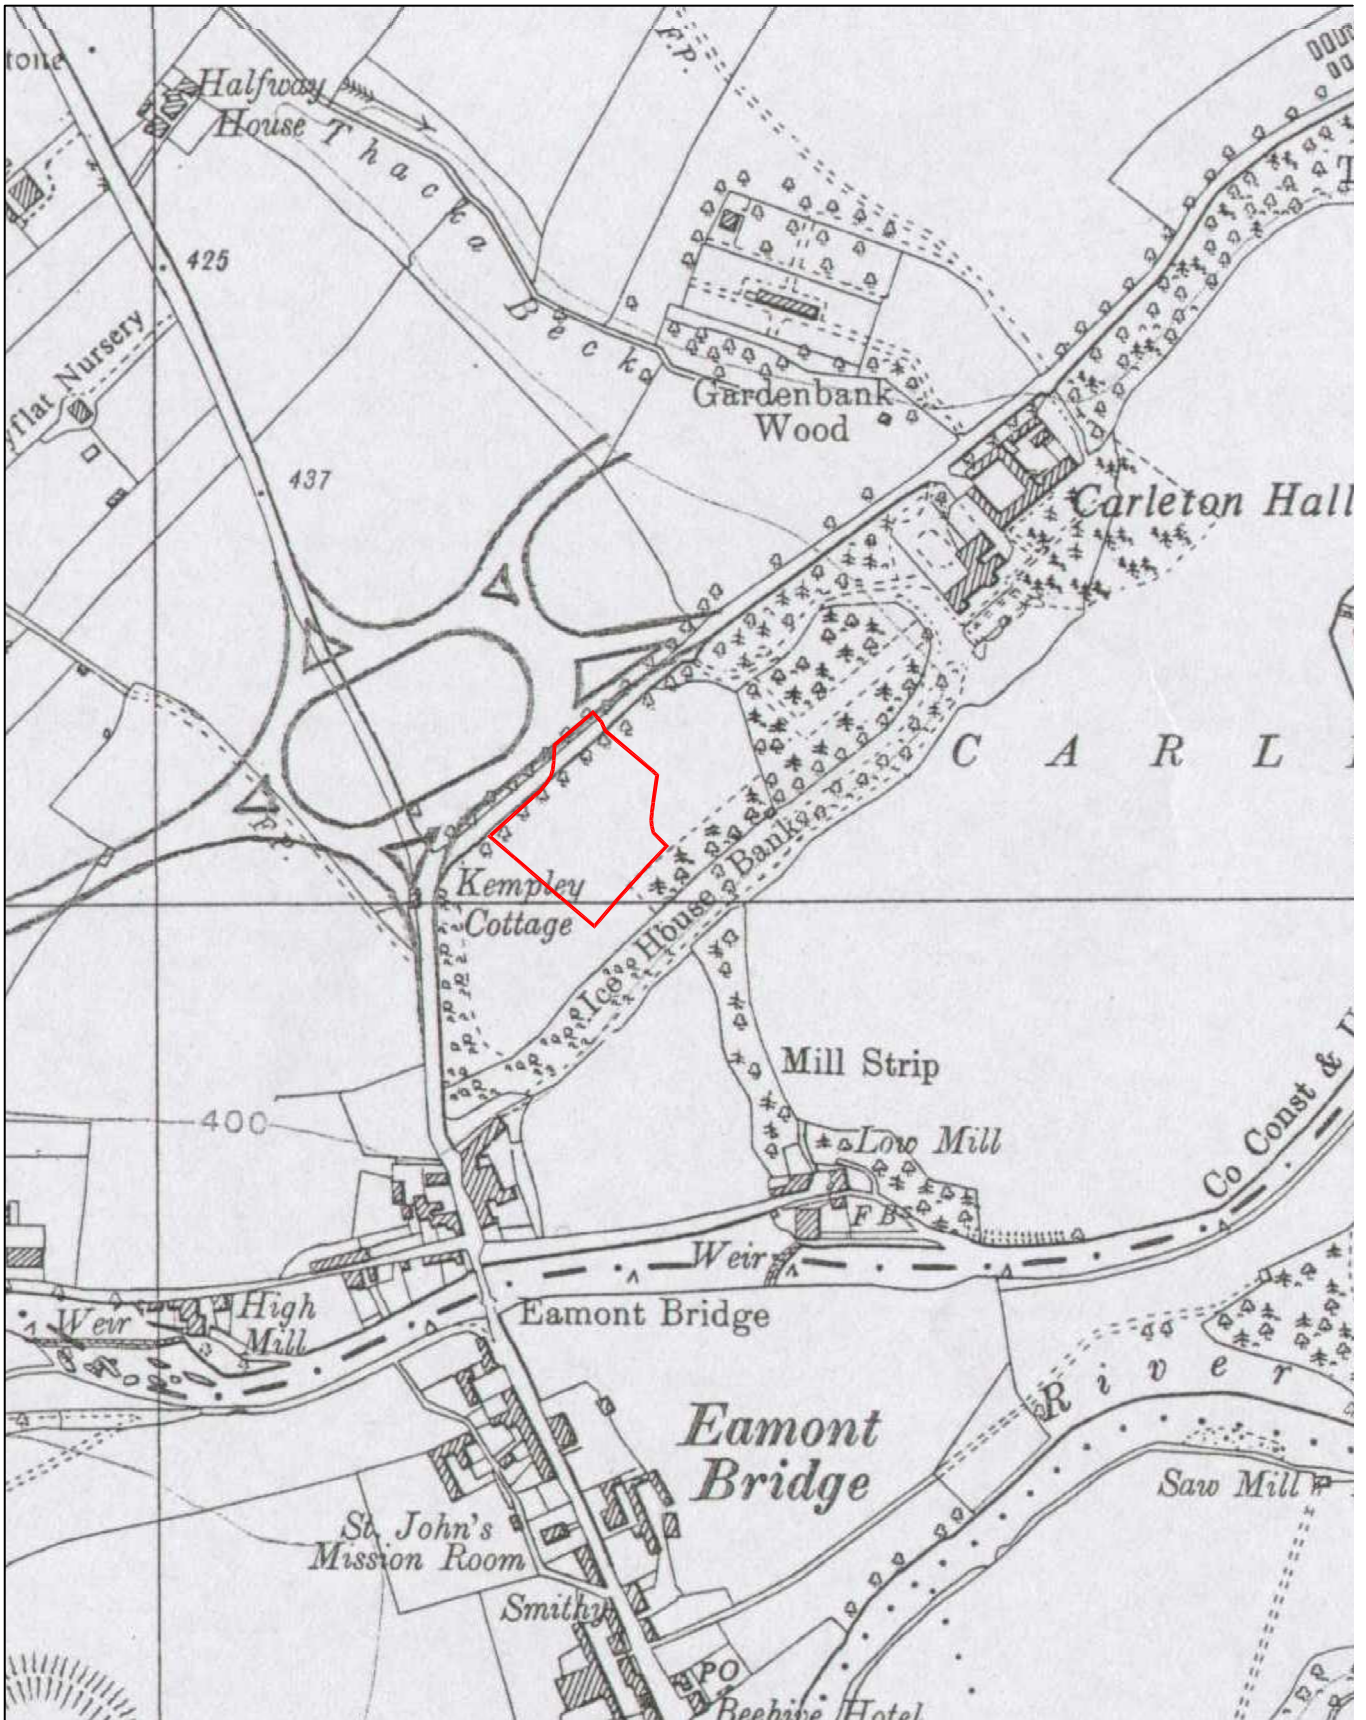 tone
Halfway
House
F.P.
Thacka
Beck
425
yflat Nursery
437
Gardenbank
Wood
Carleton Hall
C A R L
F.P.
Kempley
Cottage
Ice House Bank
Mill Strip
400
Low Mill
Co Const &
F B
Weir
Weir
High
Mill
Eamont Bridge
River
Eamont
Bridge
Saw Mill
St. John's
Mission Room
Smithy
PO
Beehive Hotel